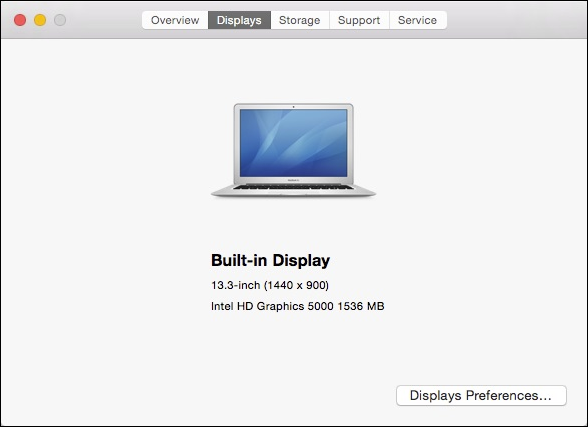 Overview Displays Storage Support Service
Built-in Display
13.3-inch (1440 x 900)
Intel HD Graphics 5000 1536 MB
Displays Preferences...